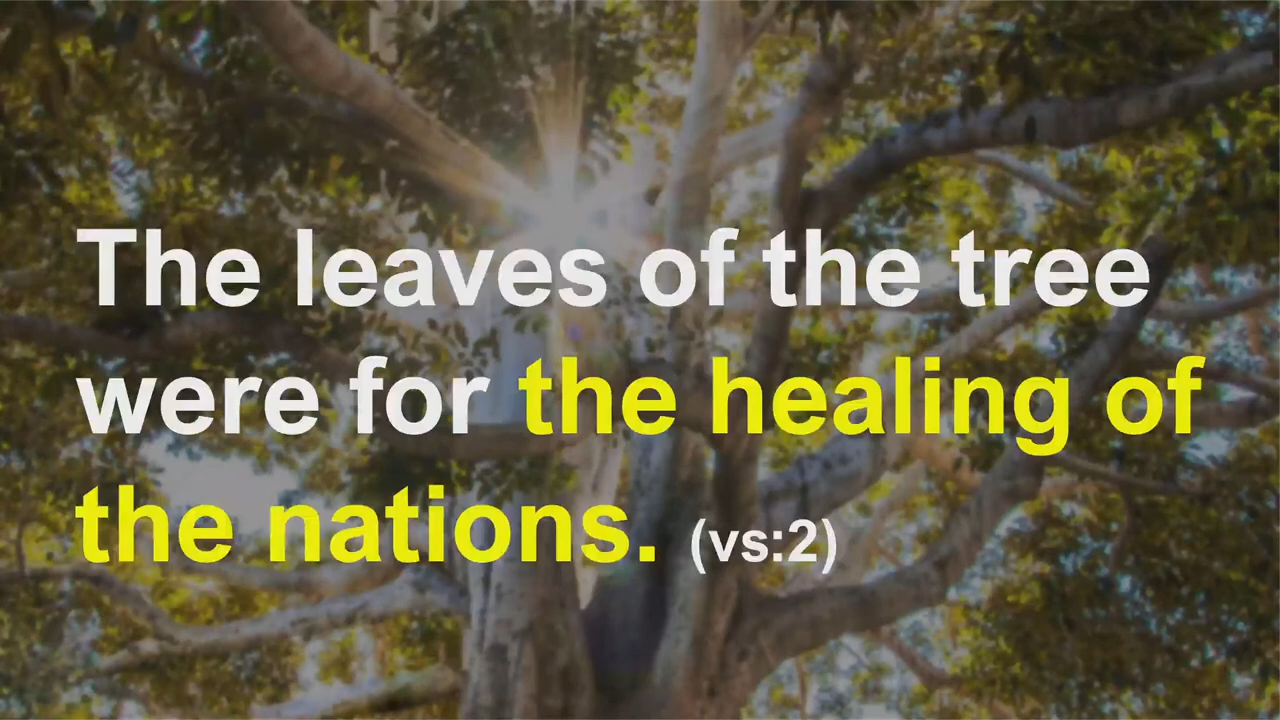 The leaves of the tree
were for the healing of
the nations. (vs:2)